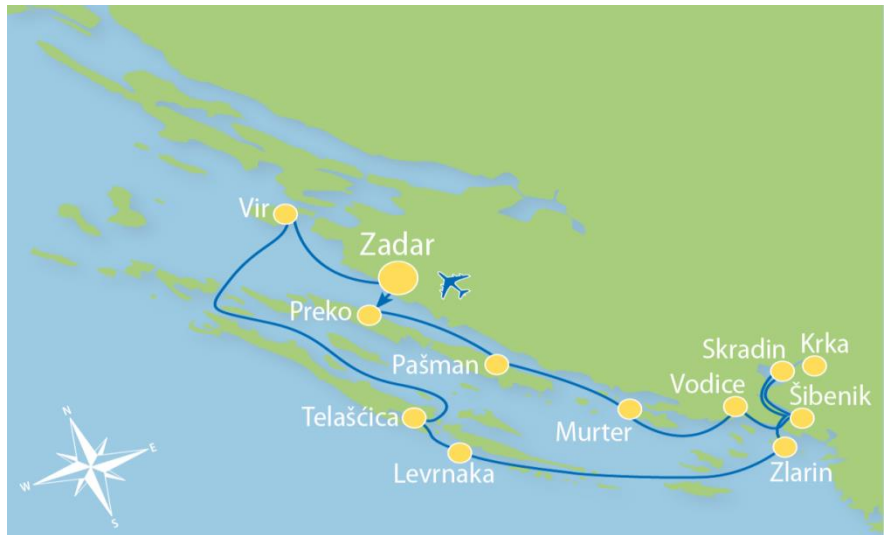 Vir
Zadar
Preko
Pašman
Skradin
Krka
Vodice
Šibenik
Telašćica
Murter
Levrnaka
Zlarin
N
E
W
S